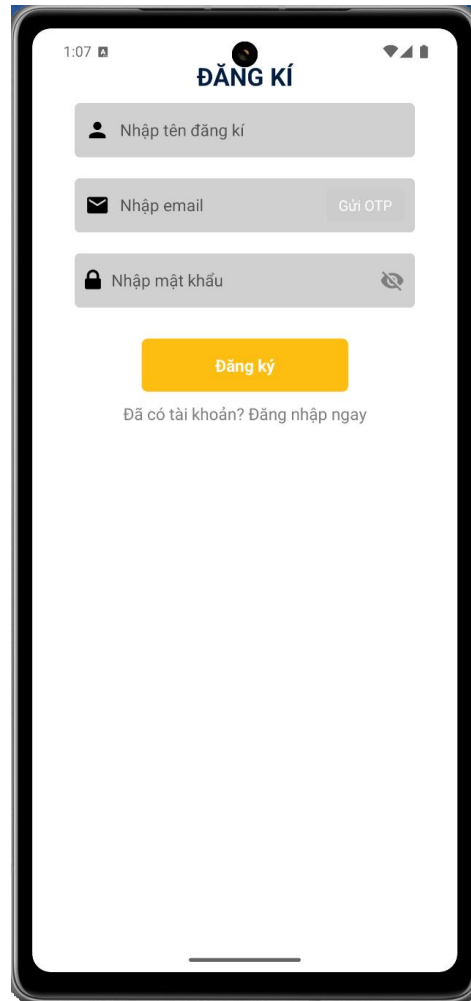 1:07
ĐĂNG KÍ
Nhập tên đăng kí
Nhập email Gửi OTP
Nhập mật khẩu
Đăng ký
Đã có tài khoản? Đăng nhập ngay